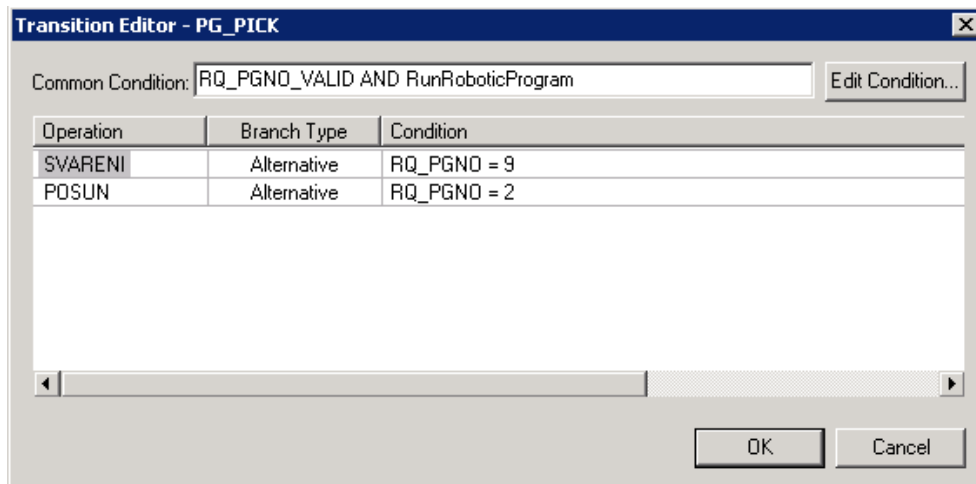 Transition Editor - PG_PICK
Common Condition: RQ_PGNO_VALID AND RunRoboticProgram Edit Condition...
Operation Branch Type Condition
SVARENI Alternative RQ_PGNO = 9
POSUN Alternative RQ_PGNO = 2
OK Cancel